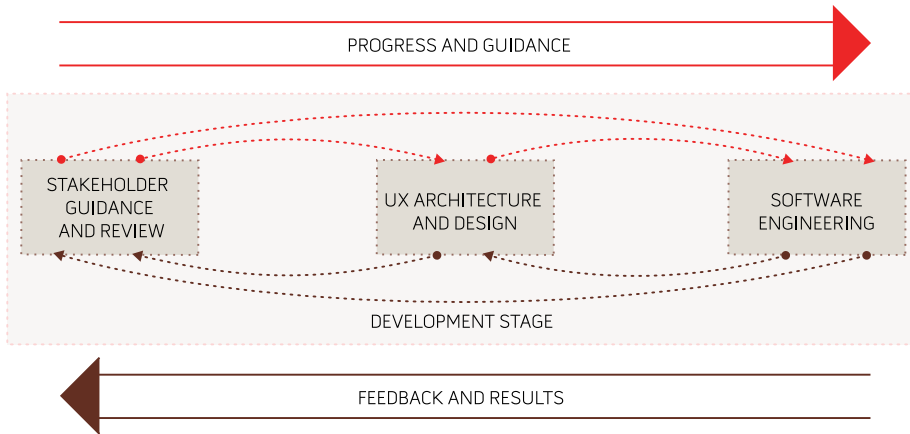 PROGRESS AND GUIDANCE
STAKEHOLDER
GUIDANCE
AND REVIEW
UX ARCHITECTURE
AND DESIGN
SOFTWARE
ENGINEERING
DEVELOPMENT STAGE
FEEDBACK AND RESULTS